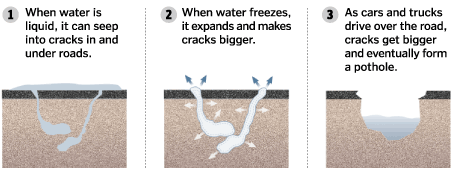 1 When water is
liquid, it can seep
into cracks in and
under roads.
2 When water freezes,
it expands and makes
cracks bigger.
3 As cars and trucks
drive over the road,
cracks get bigger
and eventually form
a pothole.